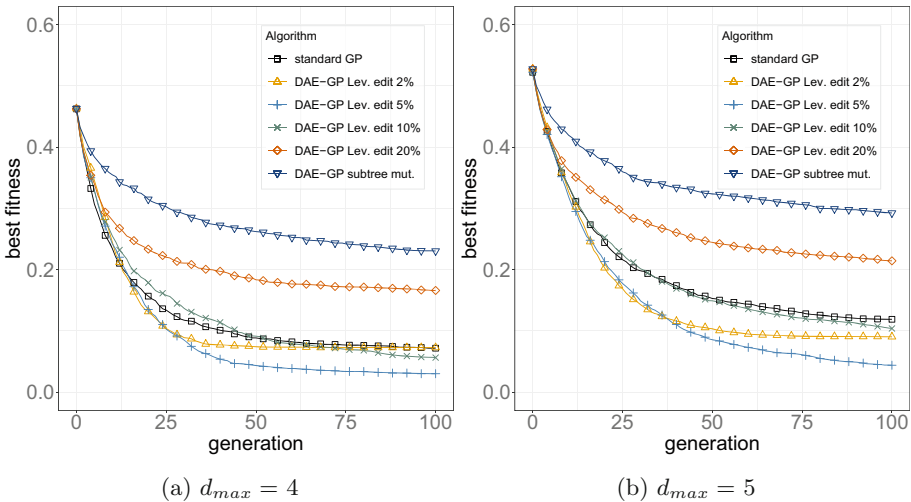 0.6
0.4
0.2
0.0
best fitness
0
25
50
75
100
generation
Algorithm
standard GP
DAE-GP Lev. edit 2%
DAE-GP Lev. edit 5%
DAE-GP Lev. edit 10%
DAE-GP Lev. edit 20%
DAE-GP subtree mut.
(a) d_{max} = 4
0.6
0.4
0.2
0.0
best fitness
0
25
50
75
100
generation
Algorithm
standard GP
DAE-GP Lev. edit 2%
DAE-GP Lev. edit 5%
DAE-GP Lev. edit 10%
DAE-GP Lev. edit 20%
DAE-GP subtree mut.
(b) d_{max} = 5